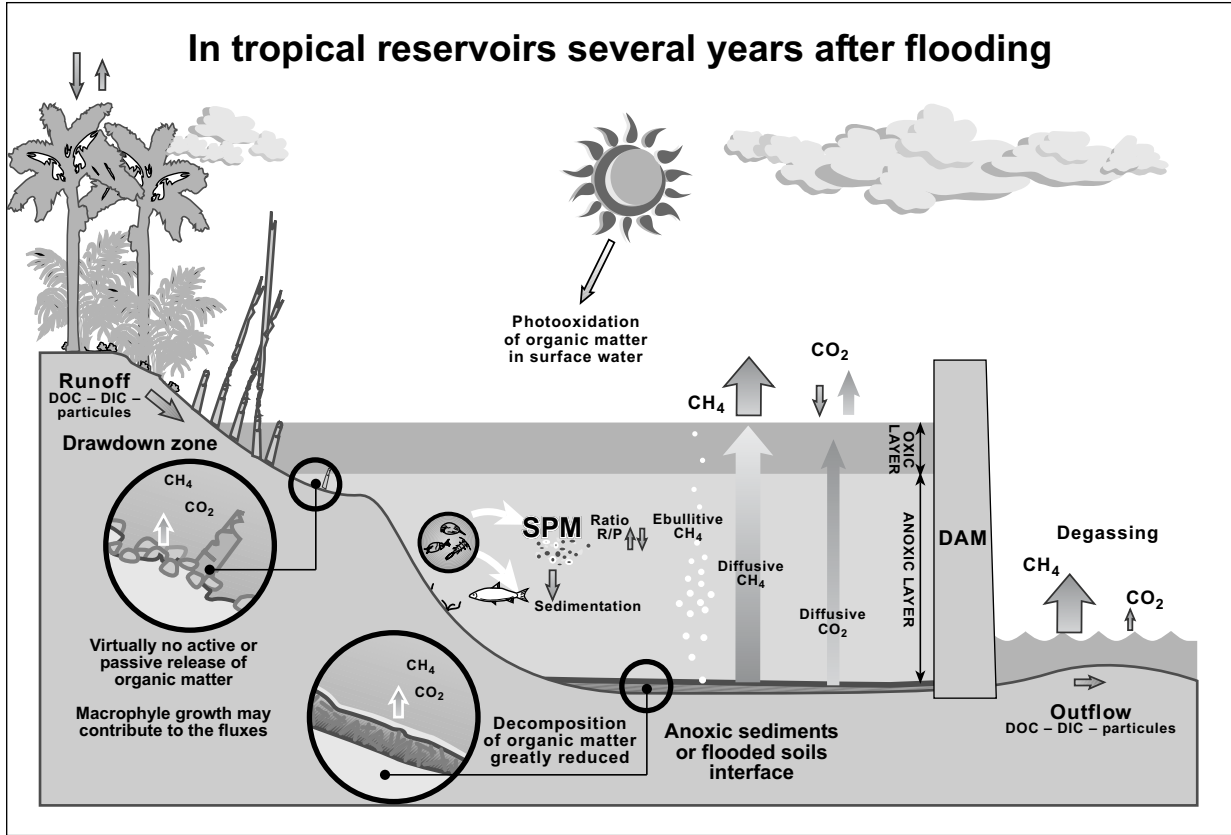 In tropical reservoirs several years after flooding
Photooxidation
of organic matter
in surface water
CO2
CH4
Runoff
DOC – DIC –
particules
Drawdown zone
CH4
CO2
Virtually no active or
passive release of
organic matter
Macrophyle growth may
contribute to the fluxes
SPM
Ratio
R/P
Ebullitive
CH4
Sedimentation
Diffusive
CH4
Diffusive
CO2
OXIC
LAYER
ANOXIC LAYER
DAM
Degassing
CH4
CO2
CH4
CO2
Decomposition
of organic matter
greatly reduced
Anoxic sediments
or flooded soils
interface
Outflow
DOC – DIC – particules